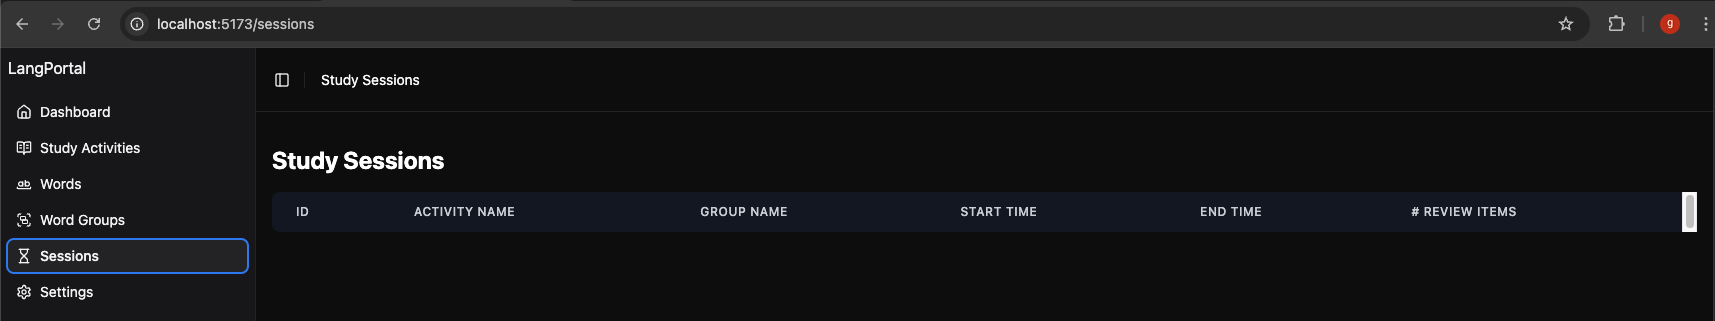 localhost:5173/sessions
g
LangPortal
Dashboard
Study Activities
ab Words
Word Groups
Sessions
Settings
Study Sessions
Study Sessions
ID ACTIVITY NAME GROUP NAME START TIME END TIME # REVIEW ITEMS